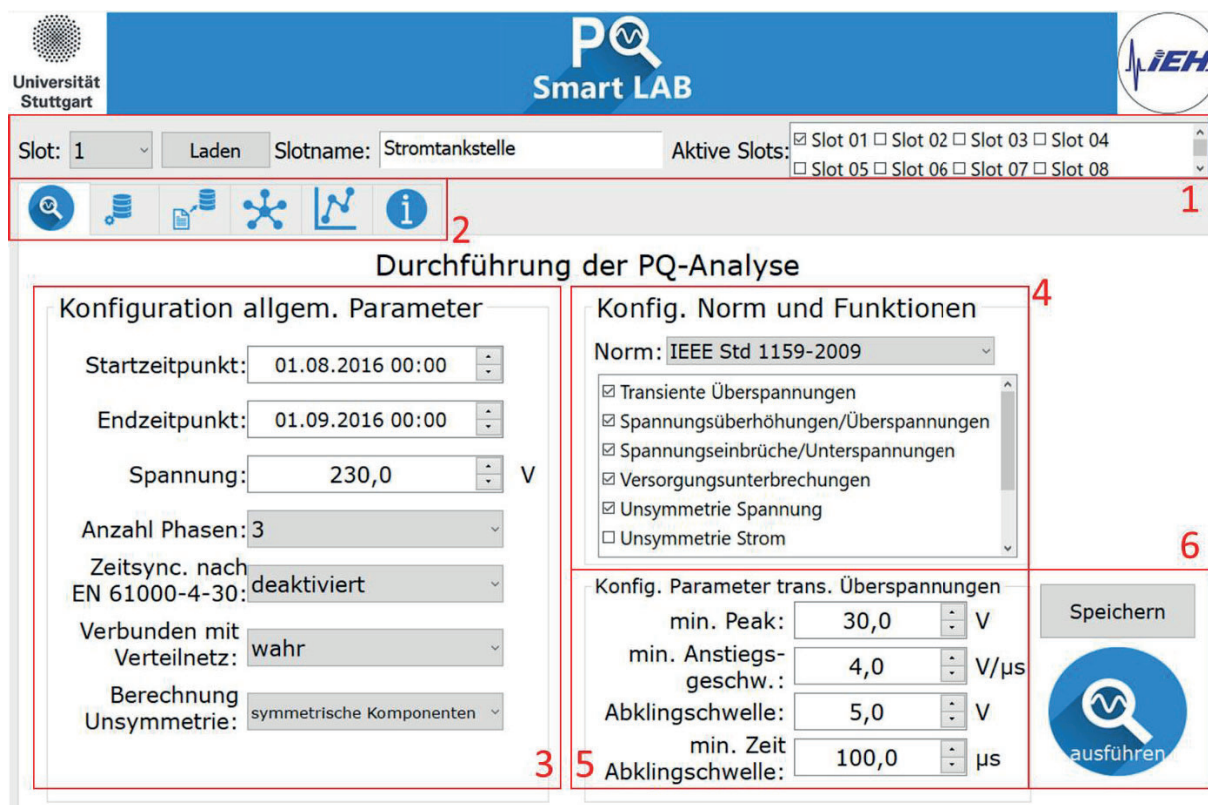 Universität
Stuttgart
PQ
Smart LAB
iEH
Slot: 1 Laden Slotname: Stromtankstelle Aktive Slots:
Slot 01 Slot 02 Slot 03 Slot 04
Slot 05 Slot 06 Slot 07 Slot 08
1
2
Durchführung der PQ-Analyse
Konfiguration allgem. Parameter
Startzeitpunkt: 01.08.2016 00:00
Endzeitpunkt: 01.09.2016 00:00
Spannung: 230,0 V
Anzahl Phasen: 3
Zeitsync. nach
EN 61000-4-30: deaktiviert
Verbunden mit
Verteilnetz: wahr
Berechnung
Unsymmetrie: symmetrische Komponenten
3
Konfig. Norm und Funktionen
4
Norm: IEEE Std 1159-2009
Transiente Überspannungen
Spannungsüberhöhungen/Überspannungen
Spannungseinbrüche/Unterspannungen
Versorgungsunterbrechungen
Unsymmetrie Spannung
Unsymmetrie Strom
Konfig. Parameter trans. Überspannungen
min. Peak: 30,0 V
min. Anstiegs-
geschw.: 4,0 V/µs
Abklingschwelle: 5,0 V
min. Zeit
Abklingschwelle: 100,0 µs
5
6
Speichern
ausführen